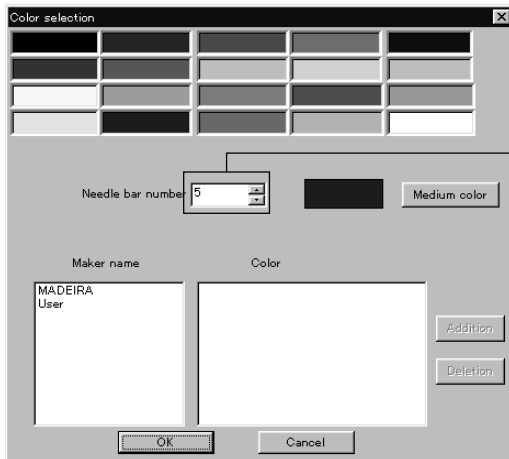 Color selection
Needle bar number 5 Medium color
Maker name Color
MADEIRA
User
Addition
Deletion
OK Cancel